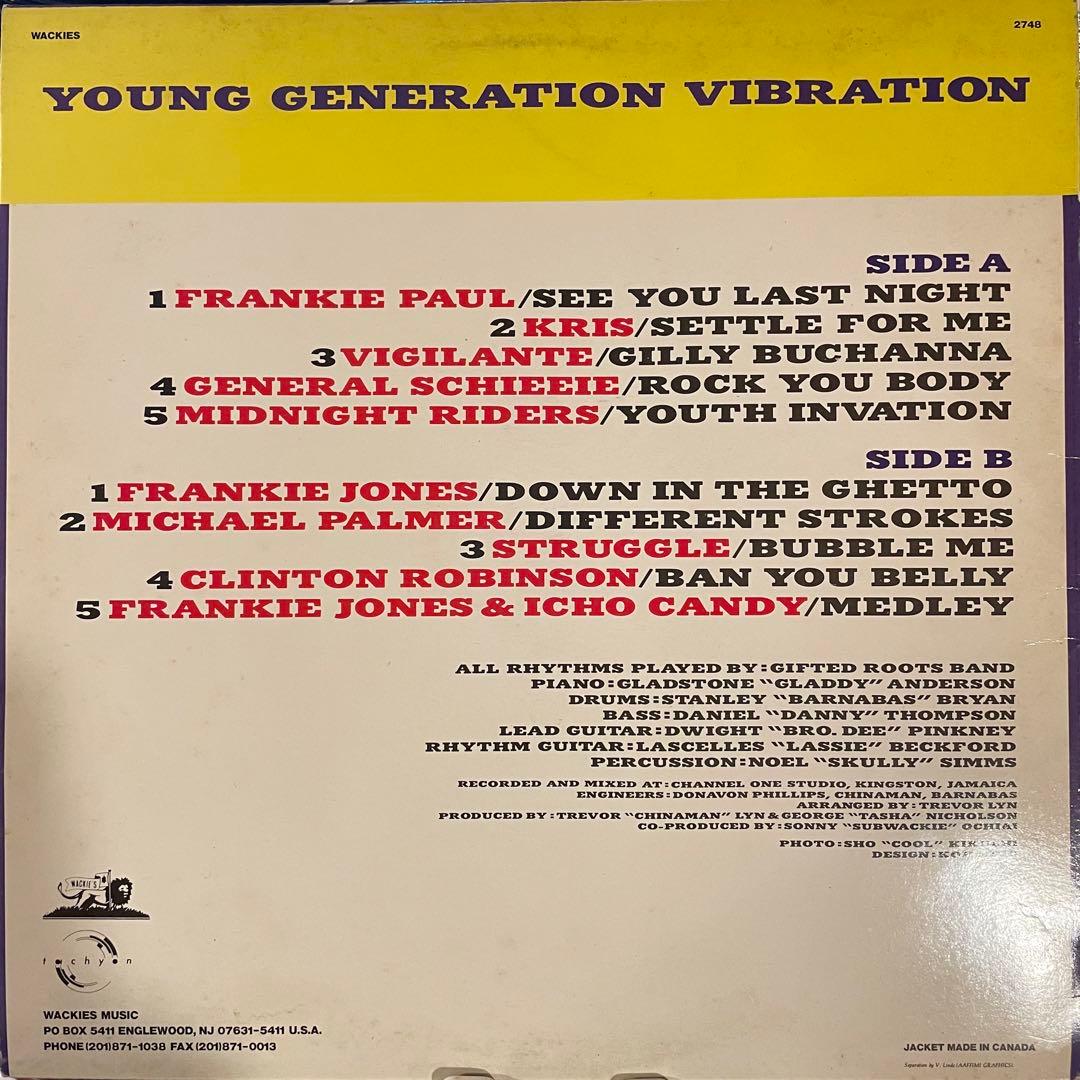 WACKIES 2748
YOUNG GENERATION VIBRATION
SIDE A
1 FRANKIE PAUL/SEE YOU LAST NIGHT
2 KRIS/SETTLE FOR ME
3 VIGILANTE/GILLY BUCHANNA
4 GENERAL SCHIEEIE/ROCK YOU BODY
5 MIDNIGHT RIDERS/YOUTH INVATION
SIDE B
1 FRANKIE JONES/DOWN IN THE GHETTO
2 MICHAEL PALMER/DIFFERENT STROKES
3 STRUGGLE/BUBBLE ME
4 CLINTON ROBINSON/BAN YOU BELLY
5 FRANKIE JONES & ICHO CANDY/MEDLEY
ALL RHYTHMS PLAYED BY:GIFTED ROOTS BAND
PIANO:GLADSTONE "GLADDY" ANDERSON
DRUMS:STANLEY "BARNABAS" BRYAN
BASS:DANIEL "DANNY" THOMPSON
LEAD GUITAR:DWIGHT "BRO. DEE" PINKNEY
RHYTHM GUITAR:LASCELLES "LASSIE" BECKFORD
PERCUSSION:NOEL "SKULLY" SIMMS
RECORDED AND MIXED AT:CHANNEL ONE STUDIO, KINGSTON, JAMAICA
ENGINEERS:DONAVON PHILLIPS, CHINAMAN, BARNABAS
ARRANGED BY:TREVOR LYN
PRODUCED BY:TREVOR "CHINAMAN" LYN & GEORGE "TASHA" NICHOLSON
CO-PRODUCED BY:SONNY "SUBWACKIE" OCHIAI
PHOTO:SHO "COOL"
DESIGN:
WACKIE'S
tachyon
WACKIES MUSIC
PO BOX 5411 ENGLEWOOD, NJ 07631-5411 U.S.A.
PHONE (201)871-1038 FAX (201)871-0013
JACKET MADE IN CANADA
Separation by V. Linds (AAFFIMI GRAPHICS).